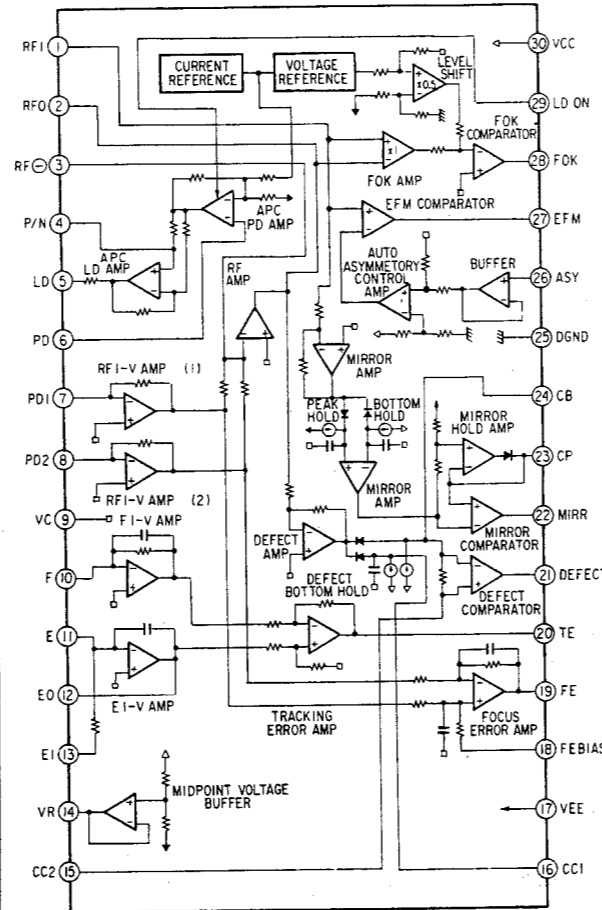 RFI 1
30 VCC
CURRENT REFERENCE
VOLTAGE REFERENCE
LEVEL SHIFT
×0.5
RFO 2
29 LD ON
FOK COMPARATOR
RF⊖ 3
×1
28 FOK
FOK AMP
P/N 4
APC PD AMP
EFM COMPARATOR
27 EFM
APC LD AMP
LD 5
RF AMP
AUTO ASYMMETORY CONTROL AMP
BUFFER
26 ASY
PD 6
25 DGND
RF I-V AMP (1)
MIRROR AMP
PD1 7
24 CB
PEAK HOLD
BOTTOM HOLD
MIRROR HOLD AMP
PD2 8
23 CP
RF I-V AMP (2)
MIRROR AMP
VC 9
22 MIRR
F I-V AMP
DEFECT AMP
MIRROR COMPARATOR
F 10
21 DEFECT
DEFECT BOTTOM HOLD
DEFECT COMPARATOR
E 11
20 TE
EO 12
19 FE
E I-V AMP
TRACKING ERROR AMP
FOCUS ERROR AMP
EI 13
18 FEBIAS
MIDPOINT VOLTAGE BUFFER
VR 14
17 VEE
CC2 15
16 CC1